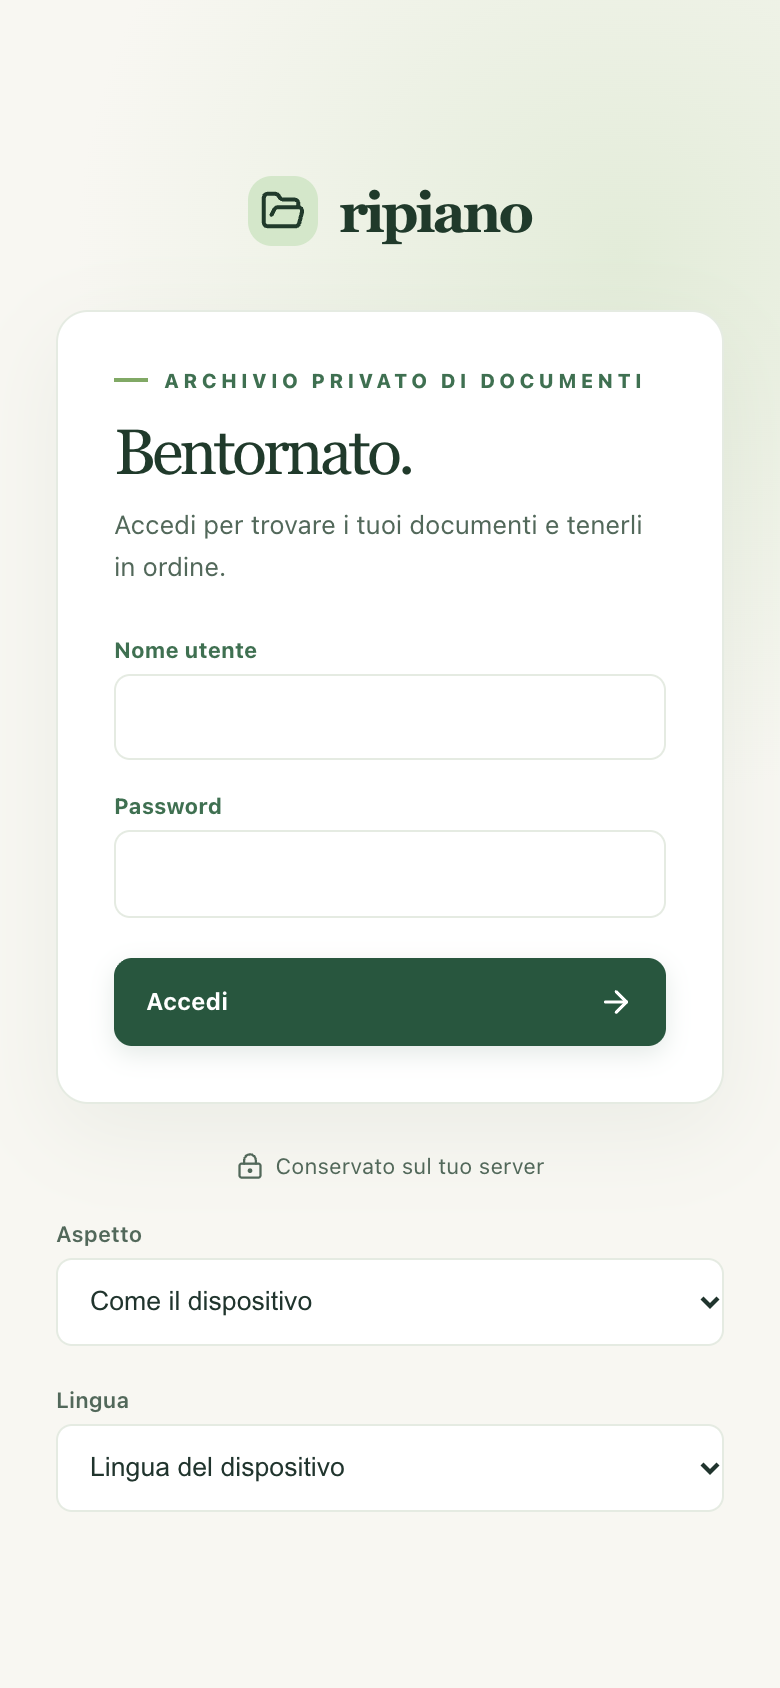 ripiano
ARCHIVIO PRIVATO DI DOCUMENTI
Bentornato.
Accedi per trovare i tuoi documenti e tenerli
in ordine.
Nome utente
Password
Accedi
Conservato sul tuo server
Aspetto
Come il dispositivo
Lingua
Lingua del dispositivo